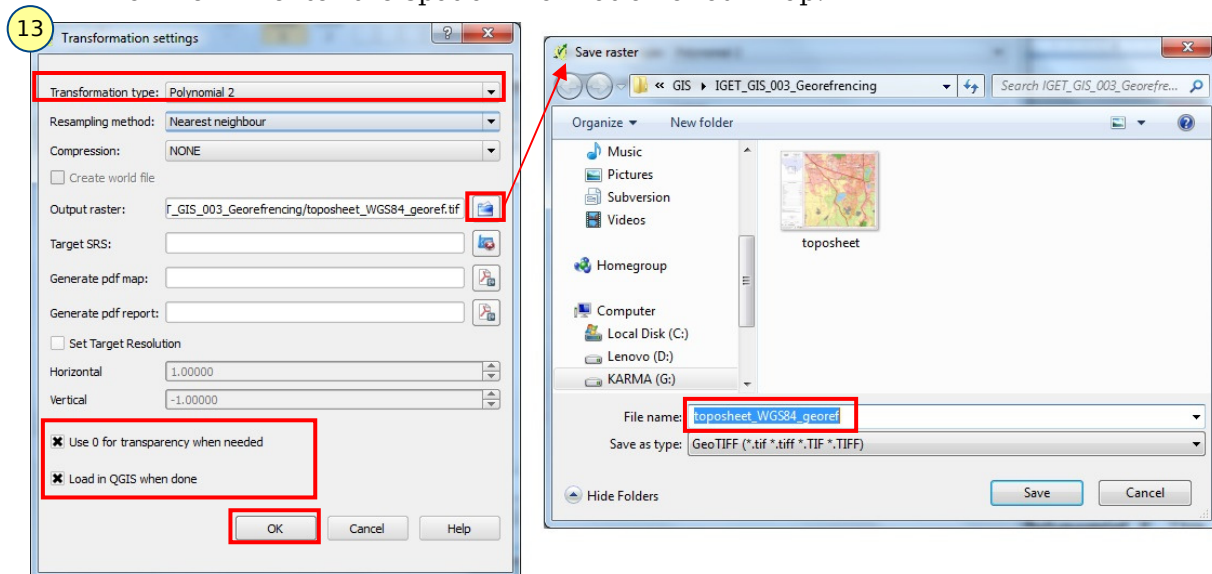 13
Transformation settings
Transformation type: Polynomial 2
Resampling method: Nearest neighbour
Compression: NONE
Create world file
Output raster: T_GIS_003_Georefrencing/toposheet_WGS84_georef.tif
Target SRS:
Generate pdf map:
Generate pdf report:
Set Target Resolution
Horizontal 1.00000
Vertical -1.00000
Use 0 for transparency when needed
Load in QGIS when done
OK Cancel Help
Save raster
« GIS IGET_GIS_003_Georefrencing Search IGET_GIS_003_Georefre...
Organize New folder
Music
Pictures
Subversion
Videos
Homegroup
Computer
Local Disk (C:)
Lenovo (D:)
KARMA (G:)
toposheet
File name: toposheet_WGS84_georef
Save as type: GeoTIFF (*.tif *.tiff *.TIF *.TIFF)
Hide Folders Save Cancel